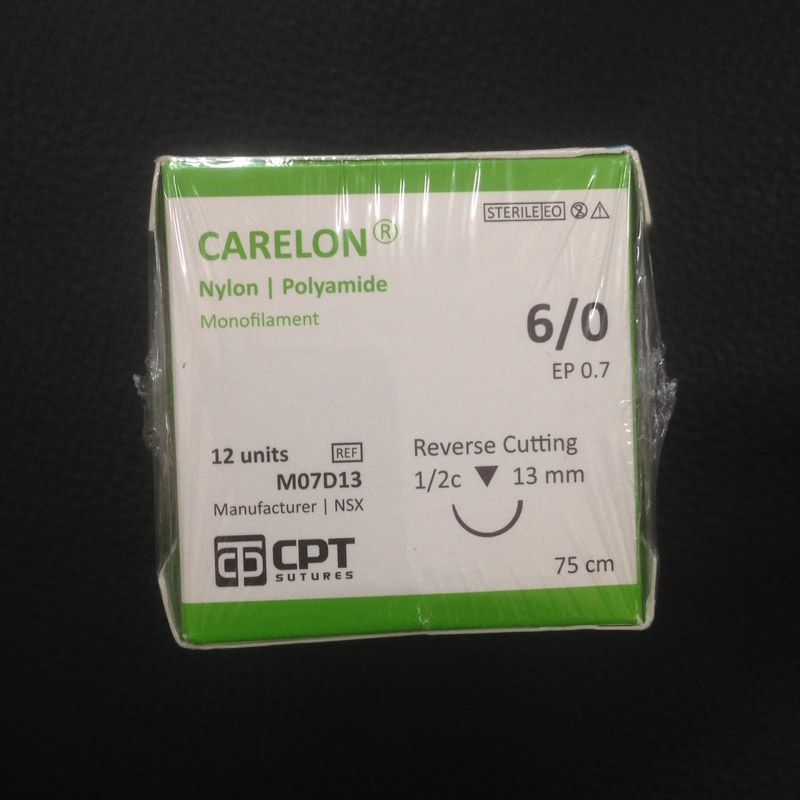 STERILE EO
CARELON®
Nylon | Polyamide
Monofilament
6/0
EP 0.7
12 units REF
M07D13
Manufacturer | NSX
Reverse Cutting
1/2c ▼ 13 mm
CPT
SUTURES
75 cm